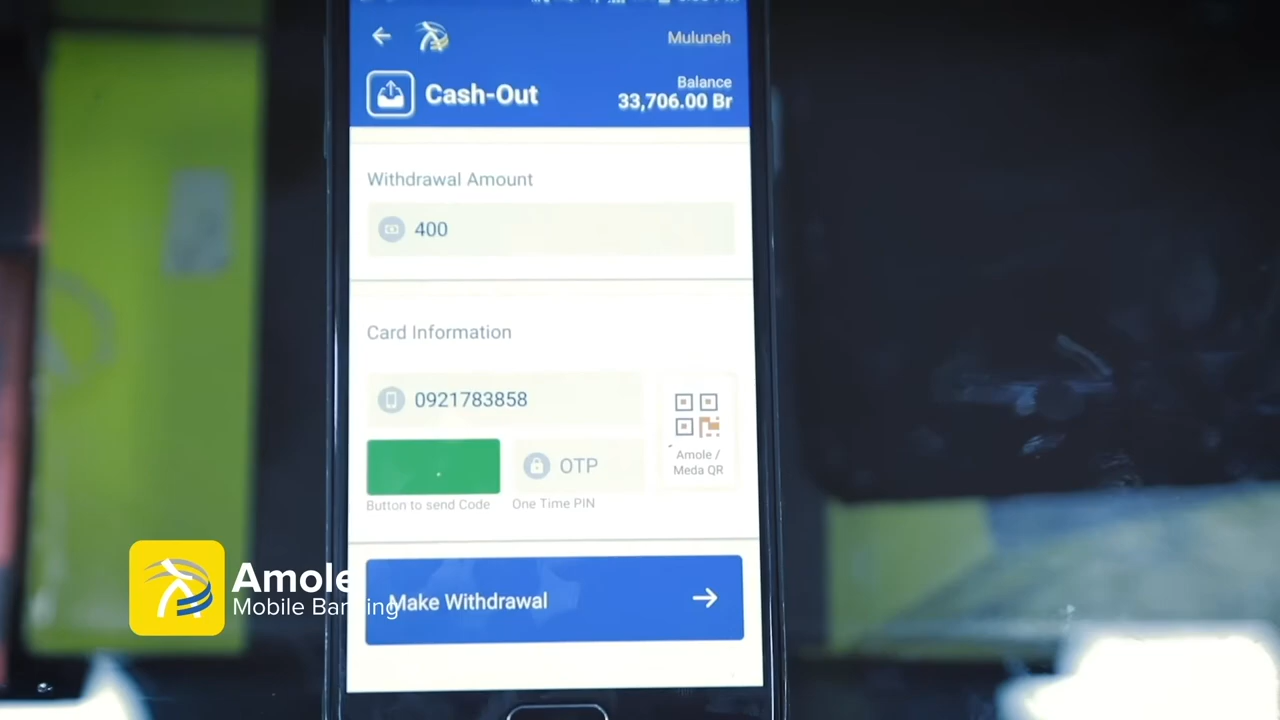 Muluneh
Cash-Out
Balance
33,706.00 Br
Withdrawal Amount
400
Card Information
0921783858
OTP
Amole /
Meda QR
Button to send Code
One Time PIN
Make Withdrawal
Amole
Mobile Banking